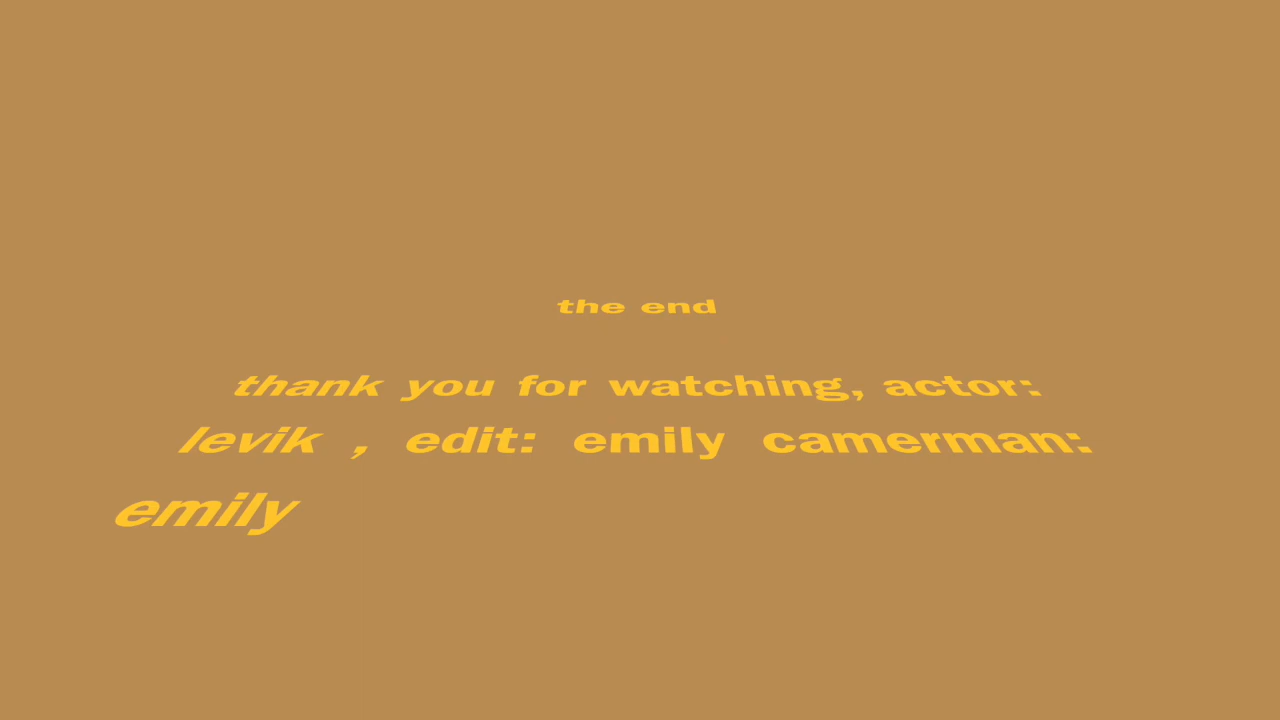 the end
thank you for watching, actor:
levik , edit: emily camerman:
emily